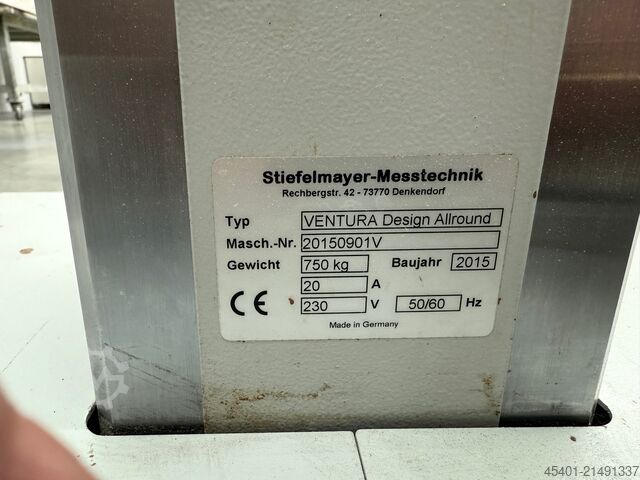 Stiefelmayer-Messtechnik
Rechbergstr. 42 - 73770 Denkendorf
Typ VENTURA Design Allround
Masch.-Nr. 20150901V
Gewicht 750 kg Baujahr 2015
20 A
CE 230 V 50/60 Hz
Made in Germany
45401-21491337